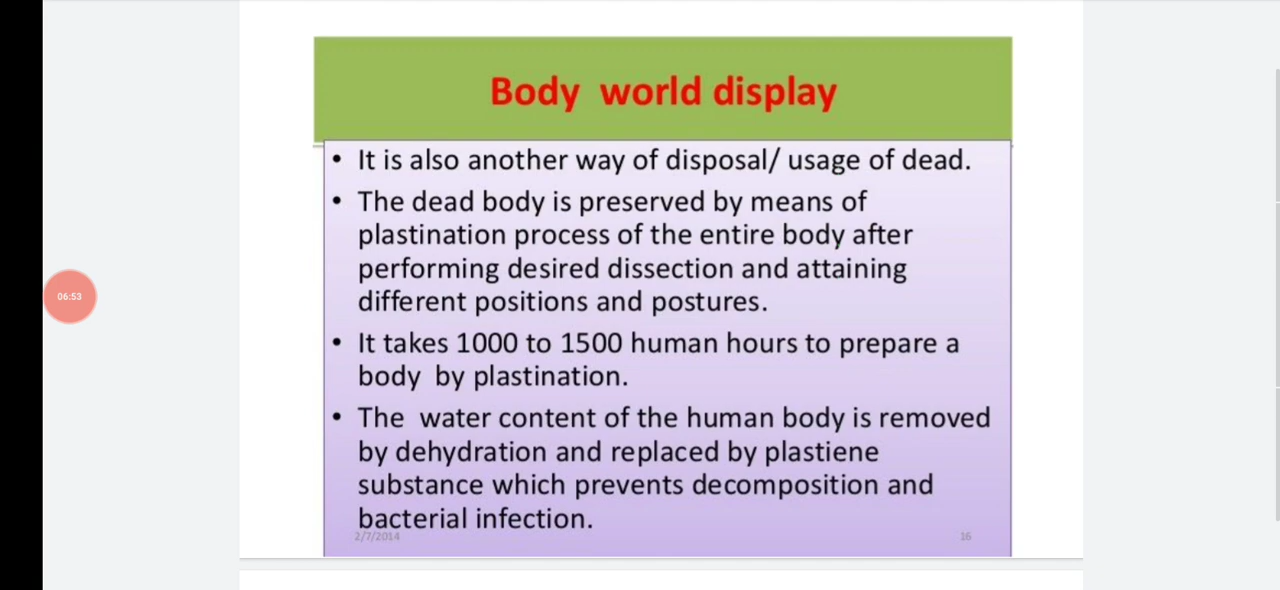 Body world display
• It is also another way of disposal/ usage of dead.
• The dead body is preserved by means of
plastination process of the entire body after
performing desired dissection and attaining
different positions and postures.
• It takes 1000 to 1500 human hours to prepare a
body by plastination.
• The water content of the human body is removed
by dehydration and replaced by plastiene
substance which prevents decomposition and
bacterial infection.
2/7/2014 16
06:53